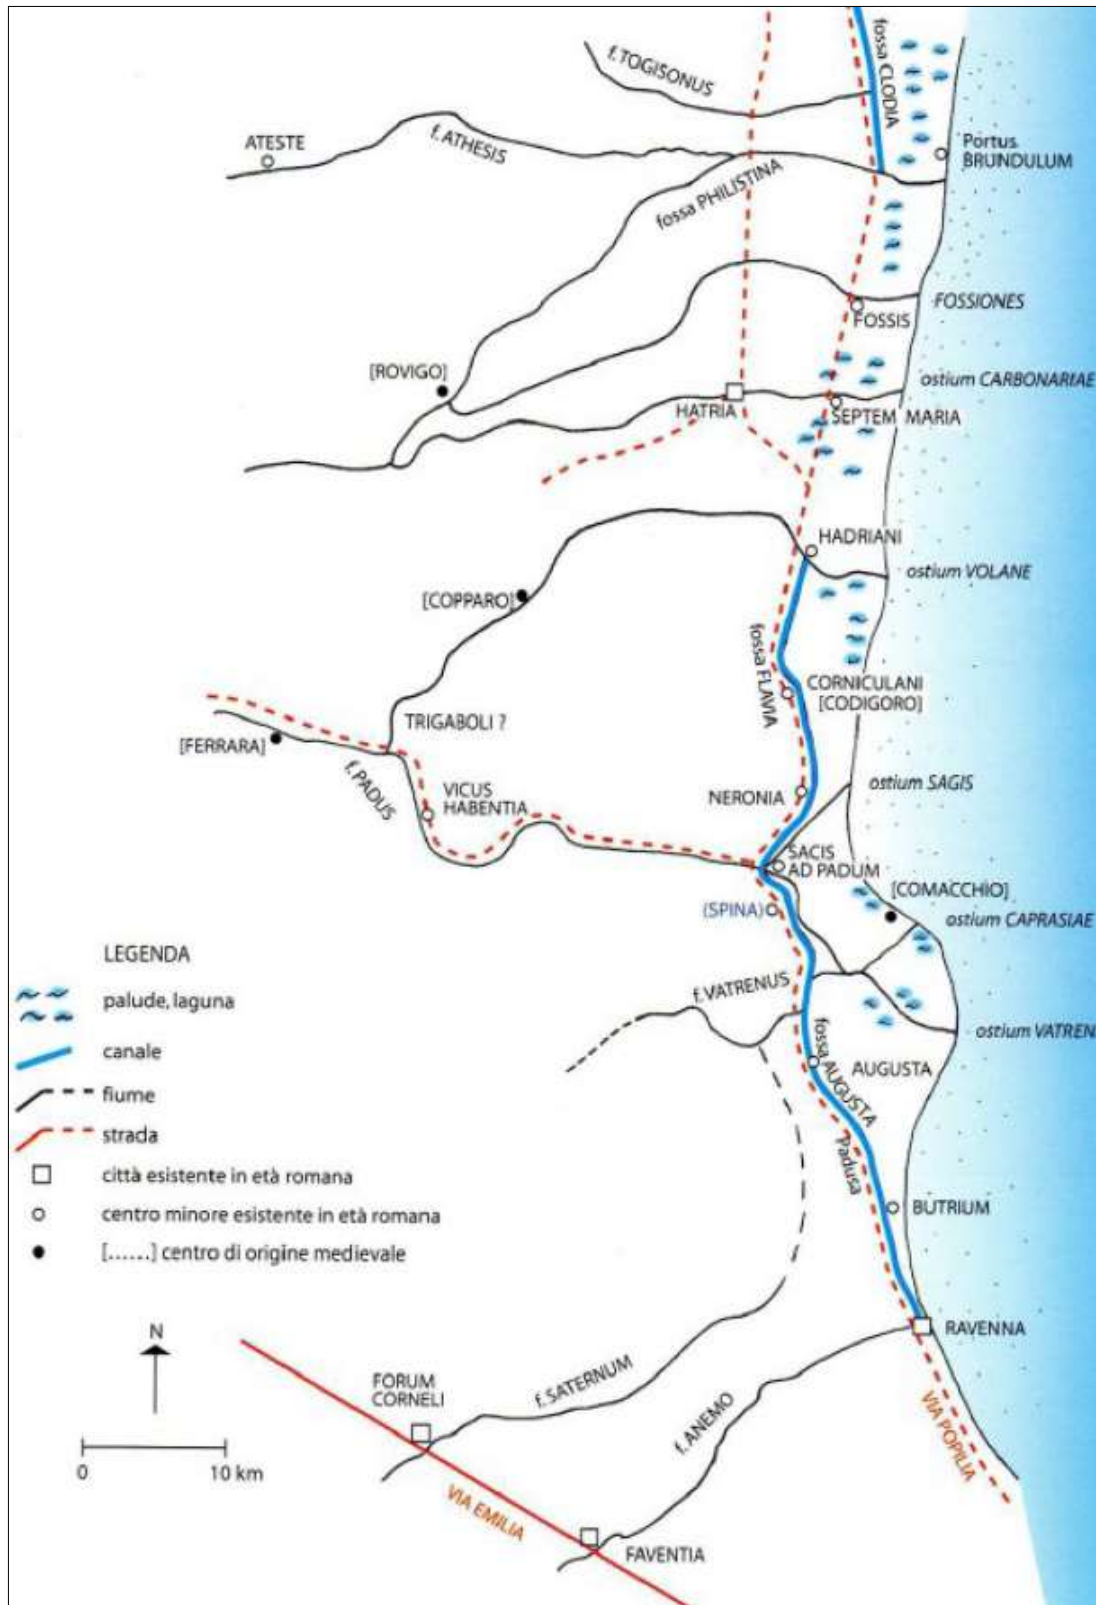 fossa CLODIA
f. TOGISONUS
ATESTE
f. ATHESIS
Portus
BRUNDULUM
fossa PHILISTINA
FOSSIONES
FOSSIS
[ROVIGO]
ostium CARBONARIAE
HATRIA
SEPTEM MARIA
HADRIANI
ostium VOLANE
[COPPARO]
fossa FLAVIA
CORNICULANI
[CODIGORO]
TRIGABOLI ?
[FERRARA]
f. PADUS
VICUS
HABENTIA
NERONIA
ostium SAGIS
SACIS
AD PADUM
[COMACCHIO]
(SPINA)
ostium CAPRASIAE
LEGENDA
palude, laguna
canale
fiume
strada
città esistente in età romana
centro minore esistente in età romana
[......] centro di origine medievale
f. VATRENUS
ostium VATREN
fossa AUGUSTA
AUGUSTA
Padusa
BUTRIUM
RAVENNA
N
FORUM
CORNELI
f. SATERNUM
f. ANEMO
VIA POPILIA
0 10 km
VIA EMILIA
FAVENTIA